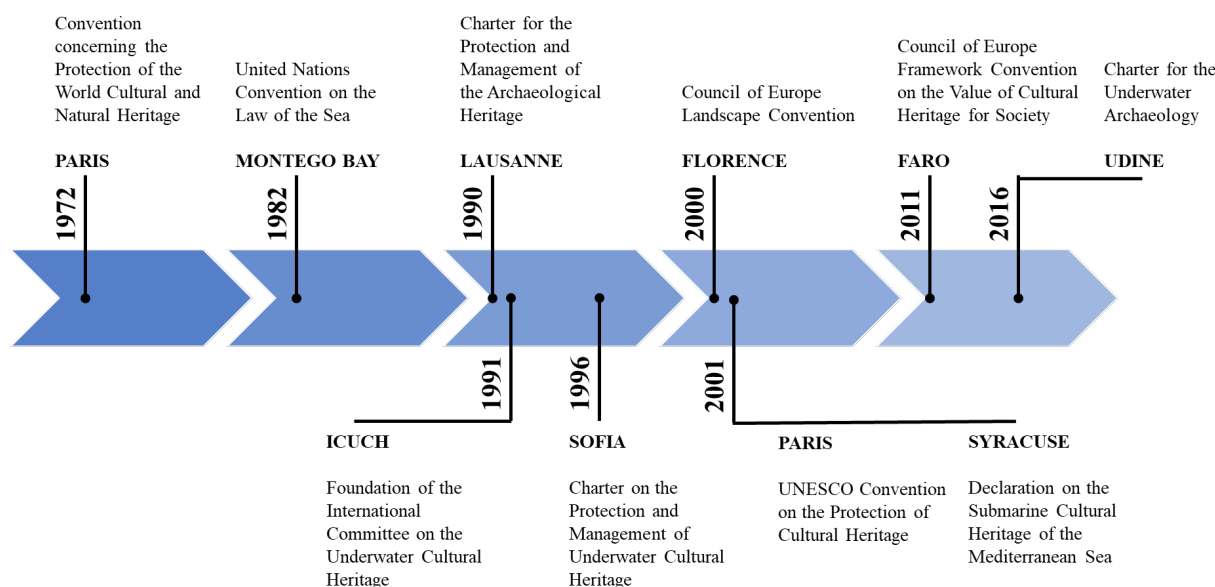 Convention
concerning the
Protection of the
World Cultural and
Natural Heritage
PARIS
1972
United Nations
Convention on the
Law of the Sea
MONTEGO BAY
1982
Charter for the
Protection and
Management of
the Archaeological
Heritage
LAUSANNE
1990
Council of Europe
Landscape Convention
FLORENCE
2000
Council of Europe
Framework Convention
on the Value of Cultural
Heritage for Society
FARO
2011
Charter for the
Underwater
Archaeology
UDINE
2016
1991
ICUCH
Foundation of the
International
Committee on the
Underwater Cultural
Heritage
1996
SOFIA
Charter on the
Protection and
Management of
Underwater Cultural
Heritage
2001
PARIS
UNESCO Convention
on the Protection of
Cultural Heritage
SYRACUSE
Declaration on the
Submarine Cultural
Heritage of the
Mediterranean Sea